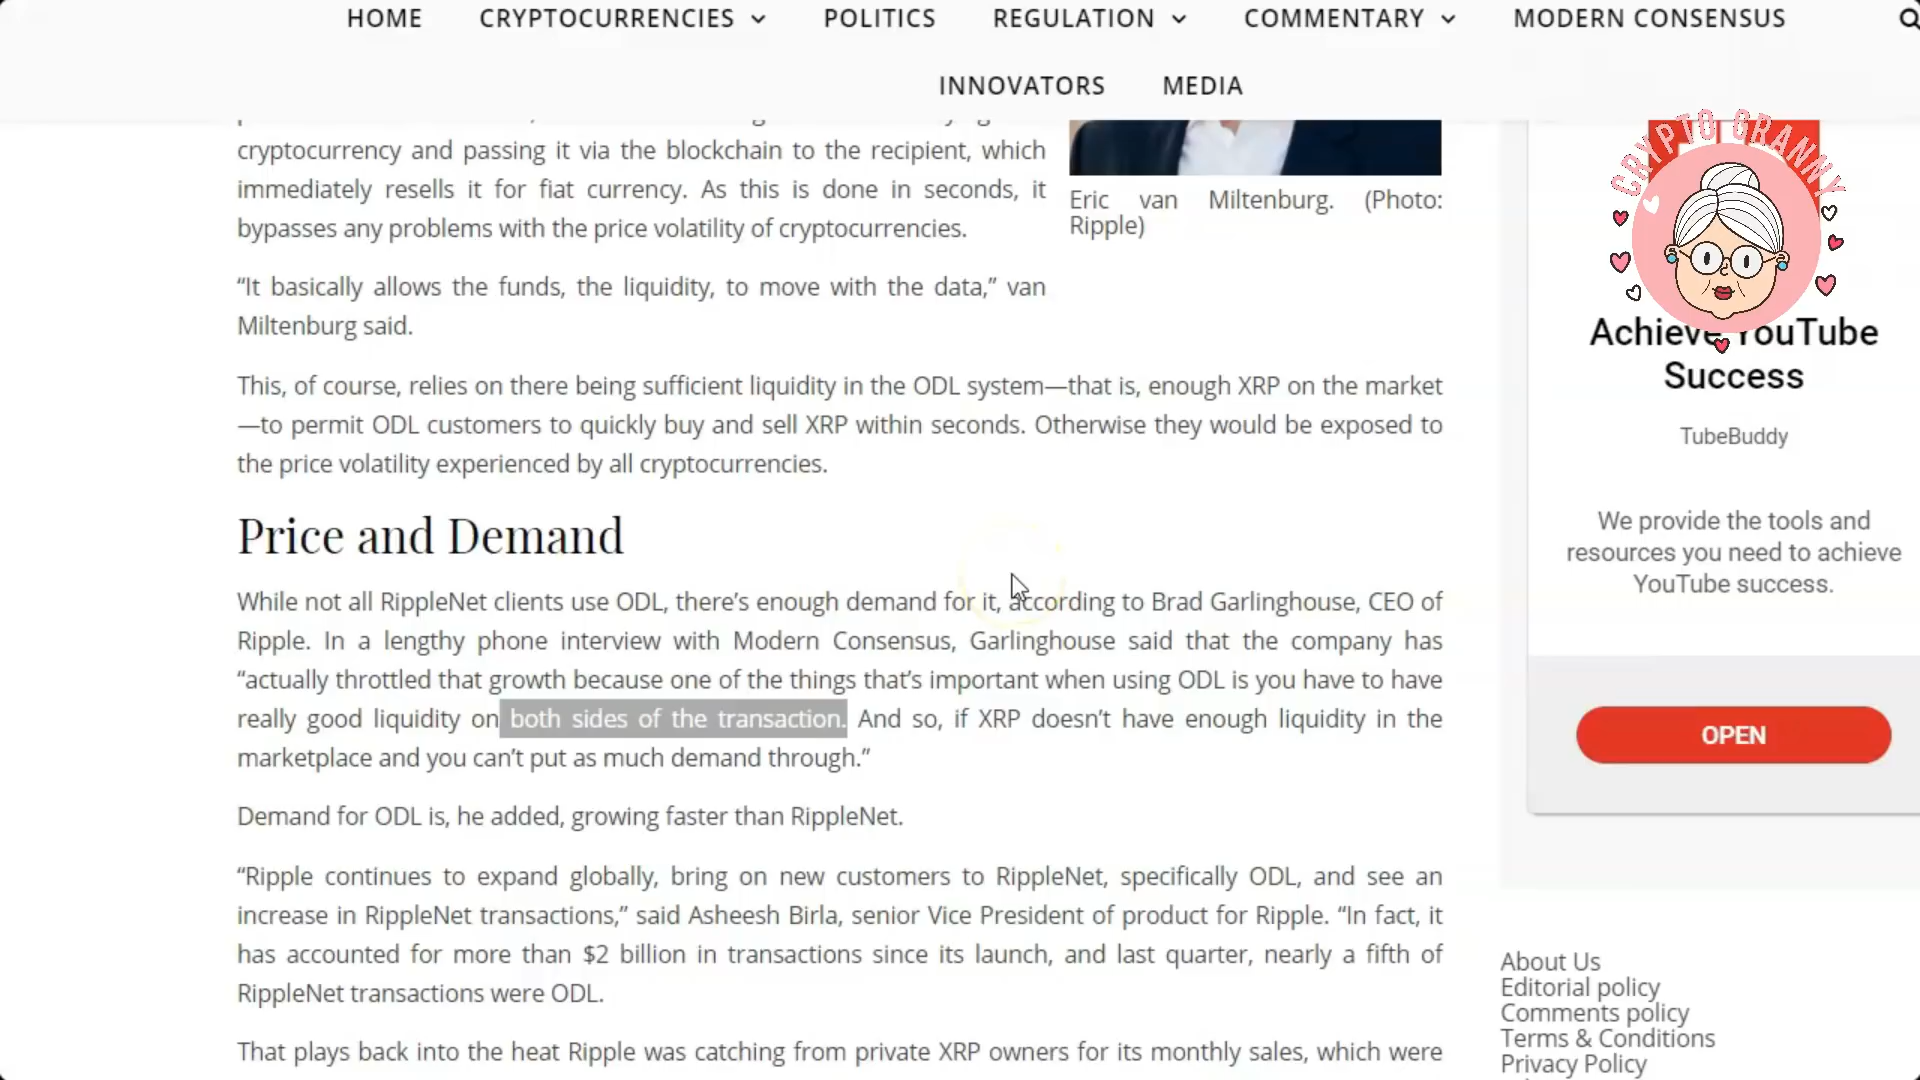 HOME
CRYPTOCURRENCIES
POLITICS
REGULATION
COMMENTARY
MODERN CONSENSUS
INNOVATORS
MEDIA
cryptocurrency and passing it via the blockchain to the recipient, which
immediately resells it for fiat currency. As this is done in seconds, it
bypasses any problems with the price volatility of cryptocurrencies.
“It basically allows the funds, the liquidity, to move with the data,” van
Miltenburg said.
Eric van Miltenburg. (Photo:
Ripple)
This, of course, relies on there being sufficient liquidity in the ODL system—that is, enough XRP on the market
—to permit ODL customers to quickly buy and sell XRP within seconds. Otherwise they would be exposed to
the price volatility experienced by all cryptocurrencies.
Price and Demand
While not all RippleNet clients use ODL, there’s enough demand for it, according to Brad Garlinghouse, CEO of
Ripple. In a lengthy phone interview with Modern Consensus, Garlinghouse said that the company has
“actually throttled that growth because one of the things that’s important when using ODL is you have to have
really good liquidity on both sides of the transaction. And so, if XRP doesn’t have enough liquidity in the
marketplace and you can’t put as much demand through.”
Demand for ODL is, he added, growing faster than RippleNet.
“Ripple continues to expand globally, bring on new customers to RippleNet, specifically ODL, and see an
increase in RippleNet transactions,” said Asheesh Birla, senior Vice President of product for Ripple. “In fact, it
has accounted for more than $2 billion in transactions since its launch, and last quarter, nearly a fifth of
RippleNet transactions were ODL.
That plays back into the heat Ripple was catching from private XRP owners for its monthly sales, which were
CRYPTO GRANNY
Achieve YouTube
Success
TubeBuddy
We provide the tools and
resources you need to achieve
YouTube success.
OPEN
About Us
Editorial policy
Comments policy
Terms & Conditions
Privacy Policy